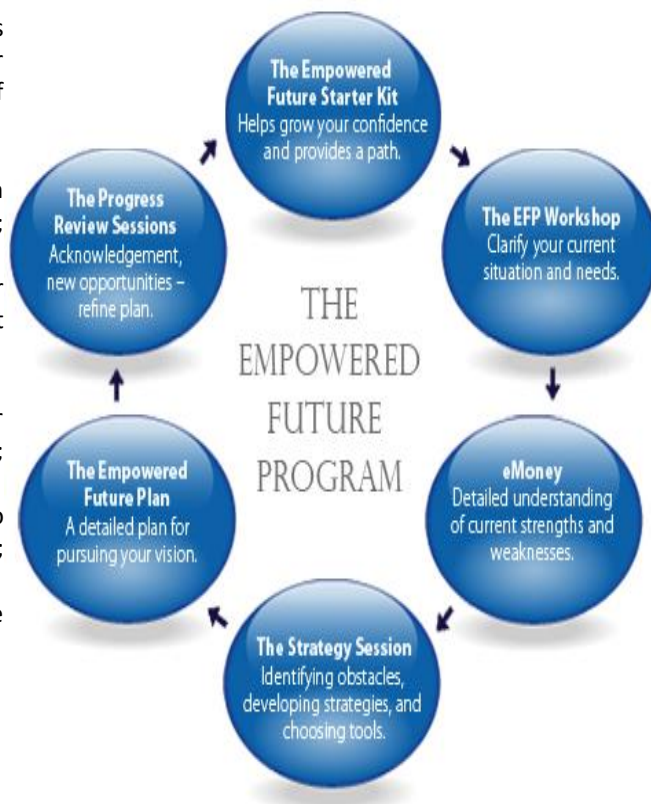 The Empowered
Future Starter Kit
Helps grow your confidence
and provides a path.
The EFP Workshop
Clarify your current
situation and needs.
eMoney
Detailed understanding
of current strengths and
weaknesses.
The Strategy Session
Identifying obstacles,
developing strategies, and
choosing tools.
The Empowered
Future Plan
A detailed plan for
pursuing your vision.
The Progress
Review Sessions
Acknowledgement,
new opportunities –
refine plan.
THE
EMPOWERED
FUTURE
PROGRAM